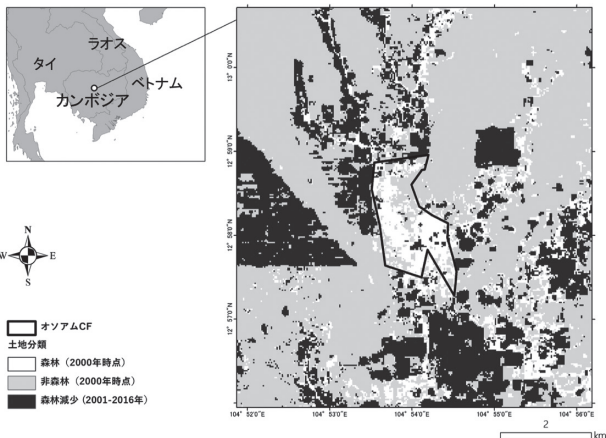 ラオス
タイ
ベトナム
カンボジア
N
W
E
S
オソアムCF
土地分類
森林（2000年時点）
非森林（2000年時点）
森林減少 (2001-2016年)
13°0'0"N
12°59'0"N
12°58'0"N
12°57'0"N
104° 52'0"E
104° 53'0"E
104° 54'0"E
104° 55'0"E
104° 56'0"E
2
km